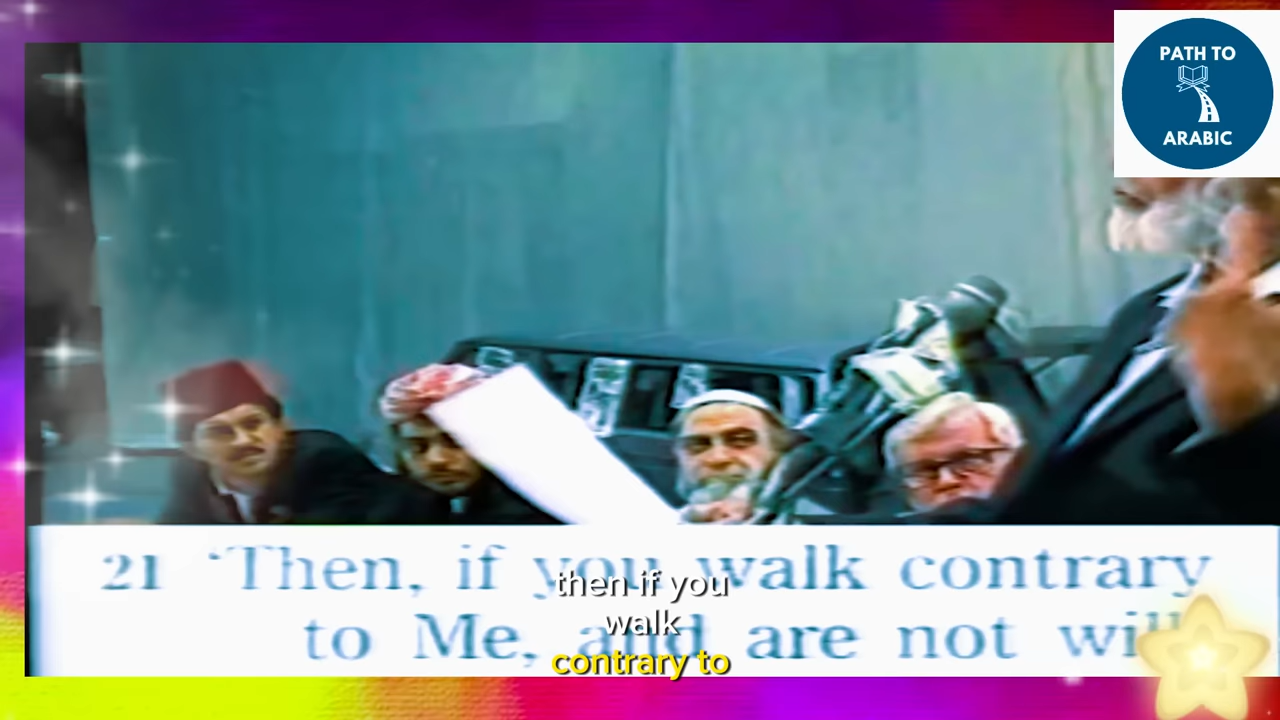 PATH TO
ARABIC
21 ‘Then, if you walk contrary
to Me, and are not will
then if you
walk
contrary to